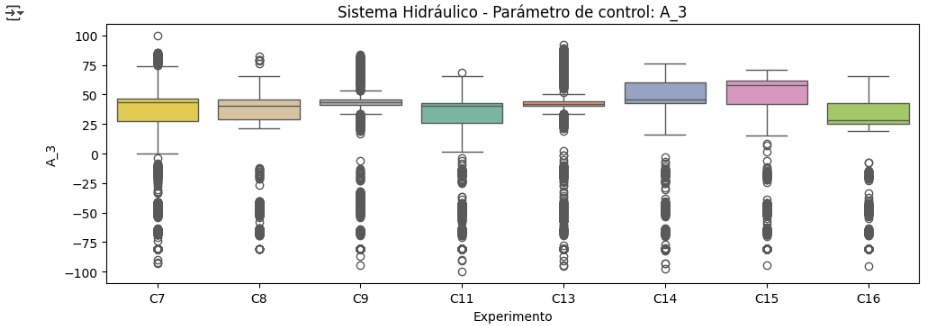 Sistema Hidráulico - Parámetro de control: A_3
100
75
50
25
0
−25
−50
−75
−100
A_3
C7 C8 C9 C11 C13 C14 C15 C16
Experimento